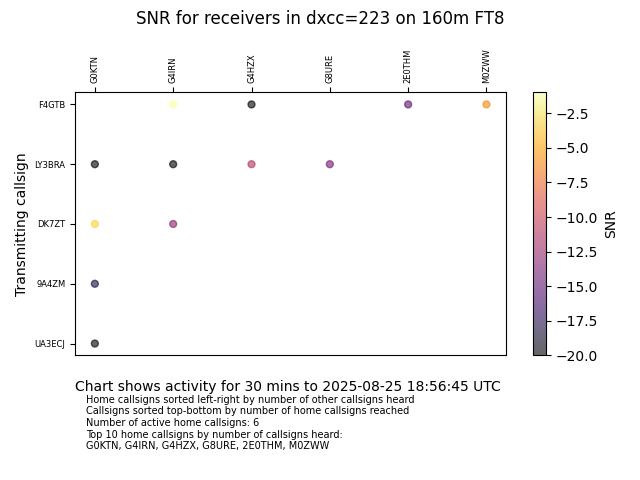 SNR for receivers in dxcc=223 on 160m FT8
G0KTN G4IRN G4HZX G8URE 2E0THM M0ZWW
F4GTB
LY3BRA
DK7ZT
9A4ZM
UA3ECJ
Transmitting callsign
−2.5
−5.0
−7.5
−10.0
−12.5
−15.0
−17.5
−20.0
SNR
Chart shows activity for 30 mins to 2025-08-25 18:56:45 UTC
Home callsigns sorted left-right by number of other callsigns heard
Callsigns sorted top-bottom by number of home callsigns reached
Number of active home callsigns: 6
Top 10 home callsigns by number of callsigns heard:
G0KTN, G4IRN, G4HZX, G8URE, 2E0THM, M0ZWW